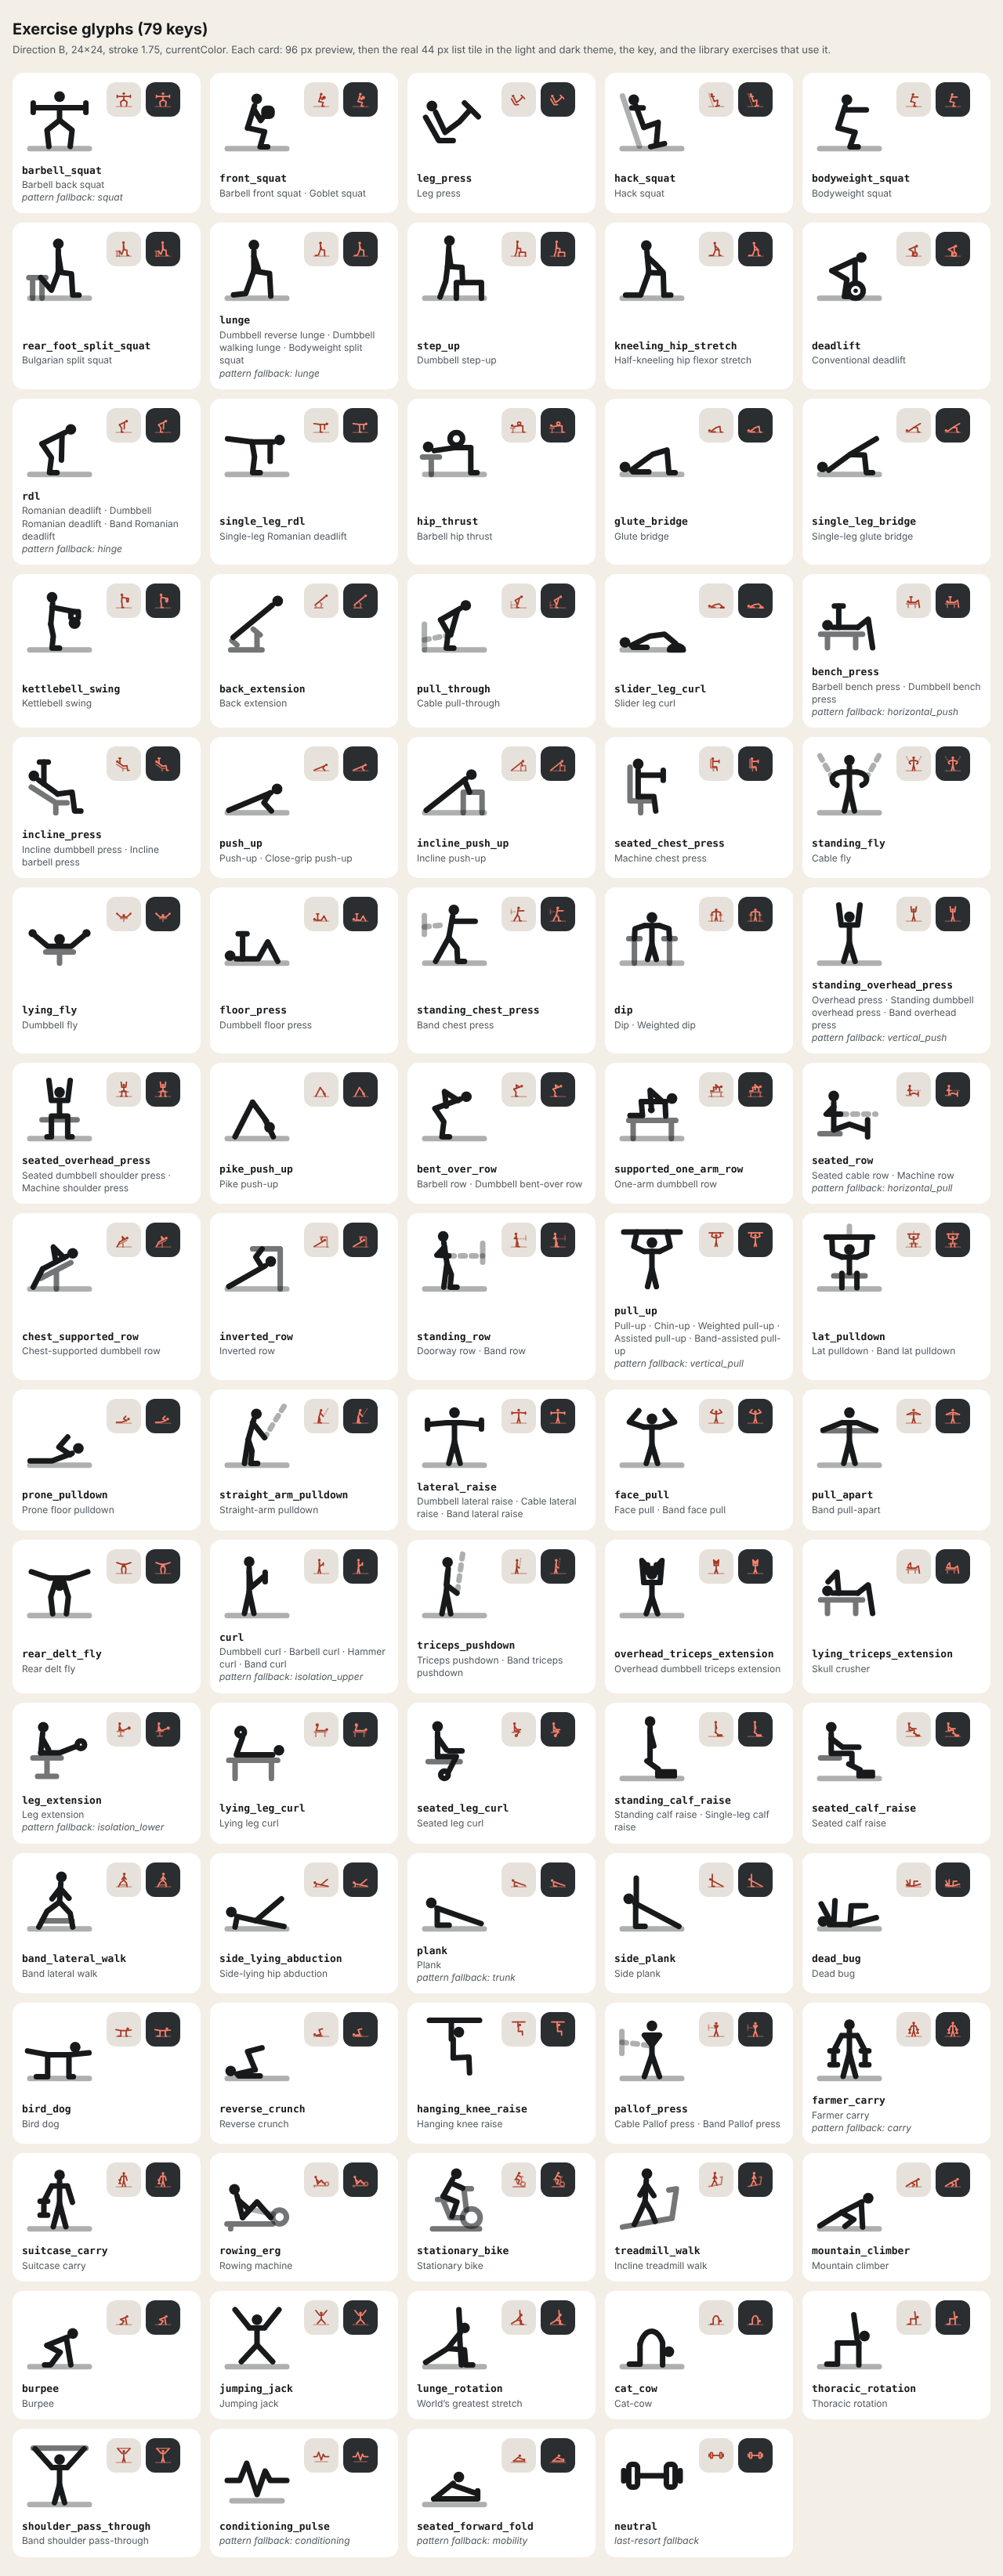 Exercise glyphs (79 keys)
Direction B, 24×24, stroke 1.75, currentColor. Each card: 96 px preview, then the real 44 px list tile in the light and dark theme, the key, and the library exercises that use it.
barbell_squat
Barbell back squat
pattern fallback: squat
front_squat
Barbell front squat · Goblet squat
leg_press
Leg press
hack_squat
Hack squat
bodyweight_squat
Bodyweight squat
rear_foot_split_squat
Bulgarian split squat
lunge
Dumbbell reverse lunge · Dumbbell
walking lunge · Bodyweight split
squat
pattern fallback: lunge
step_up
Dumbbell step-up
kneeling_hip_stretch
Half-kneeling hip flexor stretch
deadlift
Conventional deadlift
rdl
Romanian deadlift · Dumbbell
Romanian deadlift · Band Romanian
deadlift
pattern fallback: hinge
single_leg_rdl
Single-leg Romanian deadlift
hip_thrust
Barbell hip thrust
glute_bridge
Glute bridge
single_leg_bridge
Single-leg glute bridge
kettlebell_swing
Kettlebell swing
back_extension
Back extension
pull_through
Cable pull-through
slider_leg_curl
Slider leg curl
bench_press
Barbell bench press · Dumbbell bench
press
pattern fallback: horizontal_push
incline_press
Incline dumbbell press · Incline
barbell press
push_up
Push-up · Close-grip push-up
incline_push_up
Incline push-up
seated_chest_press
Machine chest press
standing_fly
Cable fly
lying_fly
Dumbbell fly
floor_press
Dumbbell floor press
standing_chest_press
Band chest press
dip
Dip · Weighted dip
standing_overhead_press
Overhead press · Standing dumbbell
overhead press · Band overhead
press
pattern fallback: vertical_push
seated_overhead_press
Seated dumbbell shoulder press ·
Machine shoulder press
pike_push_up
Pike push-up
bent_over_row
Barbell row · Dumbbell bent-over row
supported_one_arm_row
One-arm dumbbell row
seated_row
Seated cable row · Machine row
pattern fallback: horizontal_pull
chest_supported_row
Chest-supported dumbbell row
inverted_row
Inverted row
standing_row
Doorway row · Band row
pull_up
Pull-up · Chin-up · Weighted pull-up ·
Assisted pull-up · Band-assisted pull-
up
pattern fallback: vertical_pull
lat_pulldown
Lat pulldown · Band lat pulldown
prone_pulldown
Prone floor pulldown
straight_arm_pulldown
Straight-arm pulldown
lateral_raise
Dumbbell lateral raise · Cable lateral
raise · Band lateral raise
face_pull
Face pull · Band face pull
pull_apart
Band pull-apart
rear_delt_fly
Rear delt fly
curl
Dumbbell curl · Barbell curl · Hammer
curl · Band curl
pattern fallback: isolation_upper
triceps_pushdown
Triceps pushdown · Band triceps
pushdown
overhead_triceps_extension
Overhead dumbbell triceps extension
lying_triceps_extension
Skull crusher
leg_extension
Leg extension
pattern fallback: isolation_lower
lying_leg_curl
Lying leg curl
seated_leg_curl
Seated leg curl
standing_calf_raise
Standing calf raise · Single-leg calf
raise
seated_calf_raise
Seated calf raise
band_lateral_walk
Band lateral walk
side_lying_abduction
Side-lying hip abduction
plank
Plank
pattern fallback: trunk
side_plank
Side plank
dead_bug
Dead bug
bird_dog
Bird dog
reverse_crunch
Reverse crunch
hanging_knee_raise
Hanging knee raise
pallof_press
Cable Pallof press · Band Pallof press
farmer_carry
Farmer carry
pattern fallback: carry
suitcase_carry
Suitcase carry
rowing_erg
Rowing machine
stationary_bike
Stationary bike
treadmill_walk
Incline treadmill walk
mountain_climber
Mountain climber
burpee
Burpee
jumping_jack
Jumping jack
lunge_rotation
World's greatest stretch
cat_cow
Cat-cow
thoracic_rotation
Thoracic rotation
shoulder_pass_through
Band shoulder pass-through
conditioning_pulse
pattern fallback: conditioning
seated_forward_fold
pattern fallback: mobility
neutral
last-resort fallback